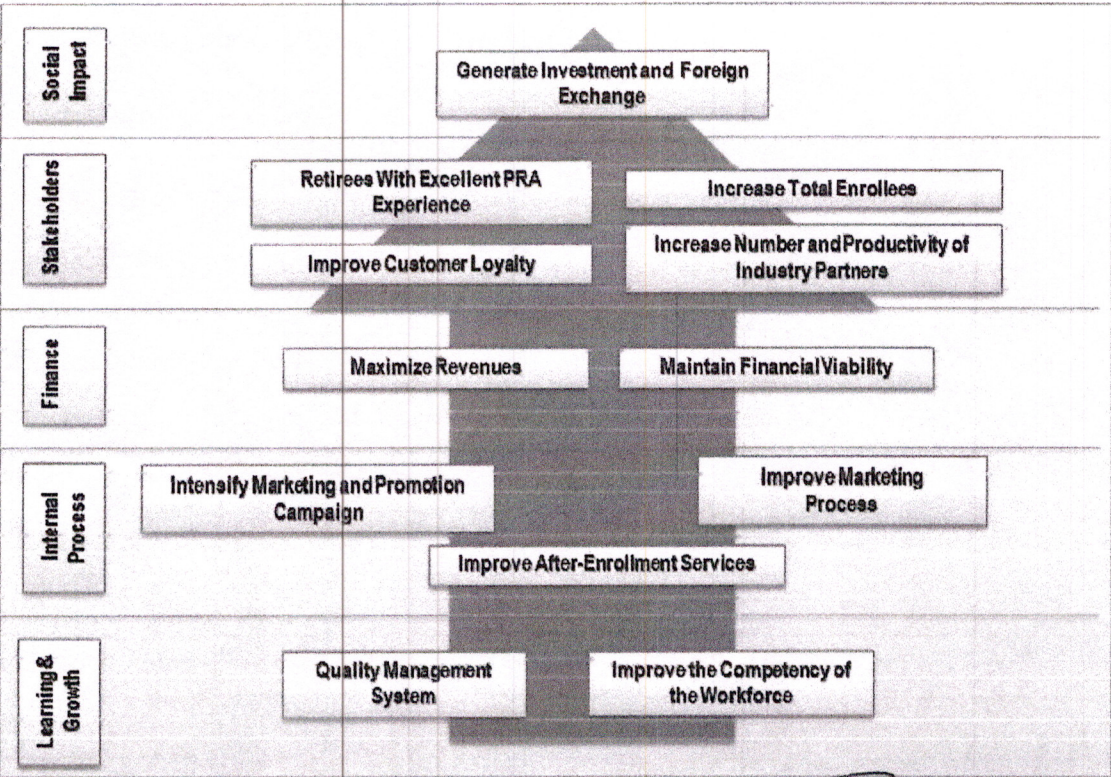 Social
Impact
Generate Investment and Foreign
Exchange
Stakeholders
Retirees With Excellent PRA
Experience
Increase Total Enrollees
Improve Customer Loyalty
Increase Number and Productivity of
Industry Partners
Finance
Maximize Revenues
Maintain Financial Viability
Internal
Process
Intensify Marketing and Promotion
Campaign
Improve Marketing
Process
Improve After-Enrollment Services
Learning &
Growth
Quality Management
System
Improve the Competency of
the Workforce